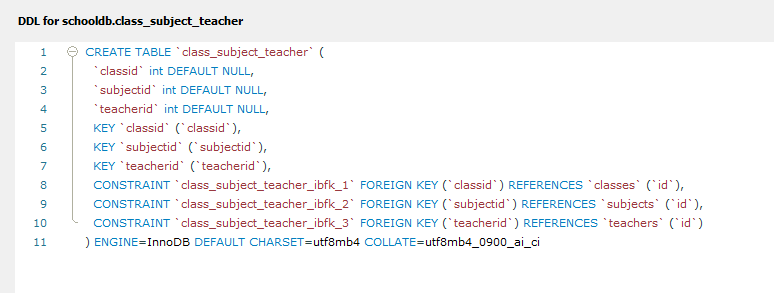 DDL for schooldb.class_subject_teacher
1 CREATE TABLE `class_subject_teacher` (
2 `classid` int DEFAULT NULL,
3 `subjectid` int DEFAULT NULL,
4 `teacherid` int DEFAULT NULL,
5 KEY `classid` (`classid`),
6 KEY `subjectid` (`subjectid`),
7 KEY `teacherid` (`teacherid`),
8 CONSTRAINT `class_subject_teacher_ibfk_1` FOREIGN KEY (`classid`) REFERENCES `classes` (`id`),
9 CONSTRAINT `class_subject_teacher_ibfk_2` FOREIGN KEY (`subjectid`) REFERENCES `subjects` (`id`),
10 CONSTRAINT `class_subject_teacher_ibfk_3` FOREIGN KEY (`teacherid`) REFERENCES `teachers` (`id`)
11 ) ENGINE=InnoDB DEFAULT CHARSET=utf8mb4 COLLATE=utf8mb4_0900_ai_ci